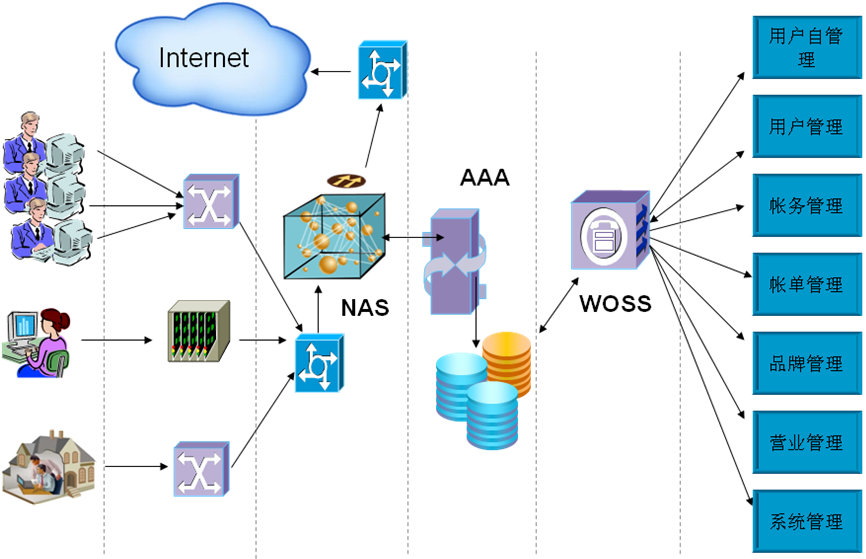 Internet
NAS
AAA
WOSS
用户自管
理
用户管理
帐务管理
帐单管理
品牌管理
营业管理
系统管理